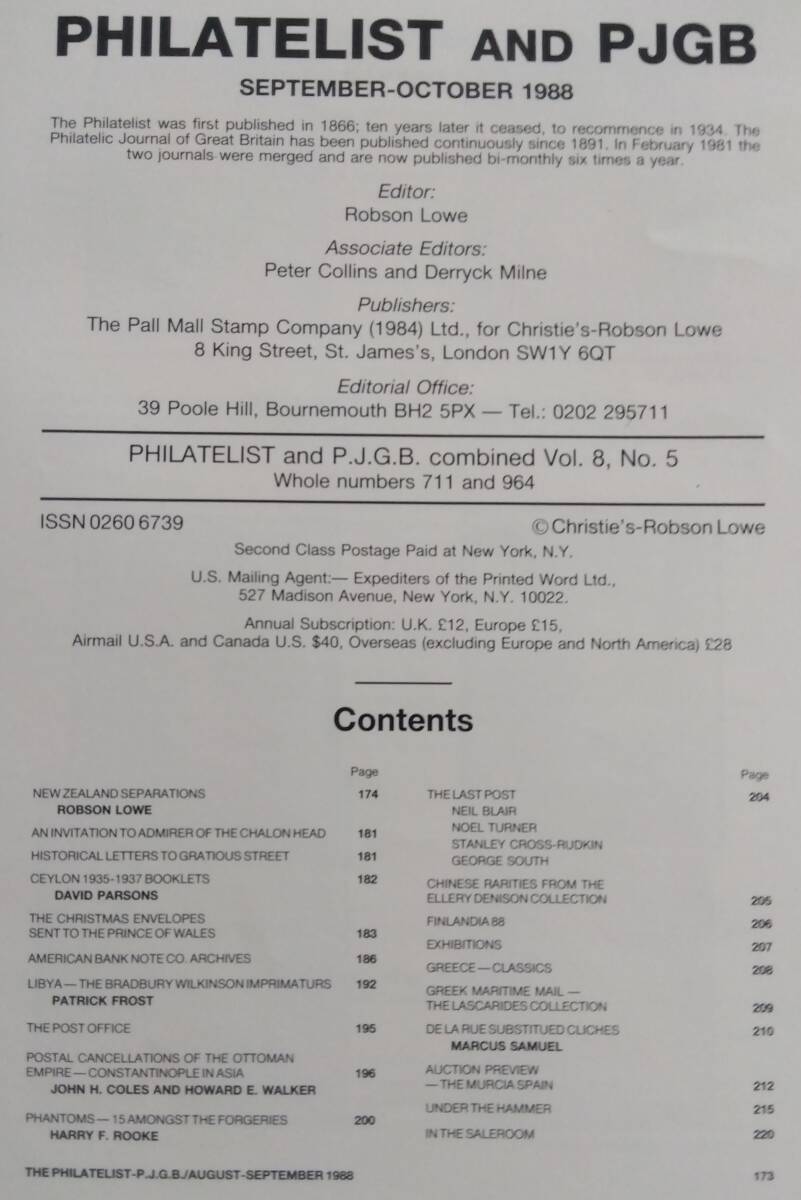 PHILATELIST AND PJGB
SEPTEMBER-OCTOBER 1988
The Philatelist was first published in 1866; ten years later it ceased, to recommence in 1934. The
Philatelic Journal of Great Britain has been published continuously since 1891. In February 1981 the
two journals were merged and are now published bi-monthly six times a year.
Editor:
Robson Lowe
Associate Editors:
Peter Collins and Derryck Milne
Publishers:
The Pall Mall Stamp Company (1984) Ltd., for Christie's-Robson Lowe
8 King Street, St. James's, London SW1Y 6QT
Editorial Office:
39 Poole Hill, Bournemouth BH2 5PX — Tel.: 0202 295711
PHILATELIST and P.J.G.B. combined Vol. 8, No. 5
Whole numbers 711 and 964
ISSN 0260 6739
© Christie's-Robson Lowe
Second Class Postage Paid at New York, N.Y.
U.S. Mailing Agent:— Expediters of the Printed Word Ltd.,
527 Madison Avenue, New York, N.Y. 10022.
Annual Subscription: U.K. £12, Europe £15,
Airmail U.S.A. and Canada U.S. $40, Overseas (excluding Europe and North America) £28
Contents
Page
NEW ZEALAND SEPARATIONS 174
ROBSON LOWE
AN INVITATION TO ADMIRER OF THE CHALON HEAD 181
HISTORICAL LETTERS TO GRATIOUS STREET 181
CEYLON 1935-1937 BOOKLETS 182
DAVID PARSONS
THE CHRISTMAS ENVELOPES
SENT TO THE PRINCE OF WALES 183
AMERICAN BANK NOTE CO. ARCHIVES 186
LIBYA — THE BRADBURY WILKINSON IMPRIMATURS 192
PATRICK FROST
THE POST OFFICE 195
POSTAL CANCELLATIONS OF THE OTTOMAN
EMPIRE — CONSTANTINOPLE IN ASIA 196
JOHN H. COLES AND HOWARD E. WALKER
PHANTOMS — 15 AMONGST THE FORGERIES 200
HARRY F. ROOKE
Page
THE LAST POST 204
NEIL BLAIR
NOEL TURNER
STANLEY CROSS-RUDKIN
GEORGE SOUTH
CHINESE RARITIES FROM THE
ELLERY DENISON COLLECTION 205
FINLANDIA 88 206
EXHIBITIONS 207
GREECE — CLASSICS 208
GREEK MARITIME MAIL —
THE LASCARIDES COLLECTION 209
DE LA RUE SUBSTITUED CLICHES 210
MARCUS SAMUEL
AUCTION PREVIEW
— THE MURCIA SPAIN 212
UNDER THE HAMMER 215
IN THE SALEROOM 220
THE PHILATELIST-P.J.G.B./AUGUST-SEPTEMBER 1988
173